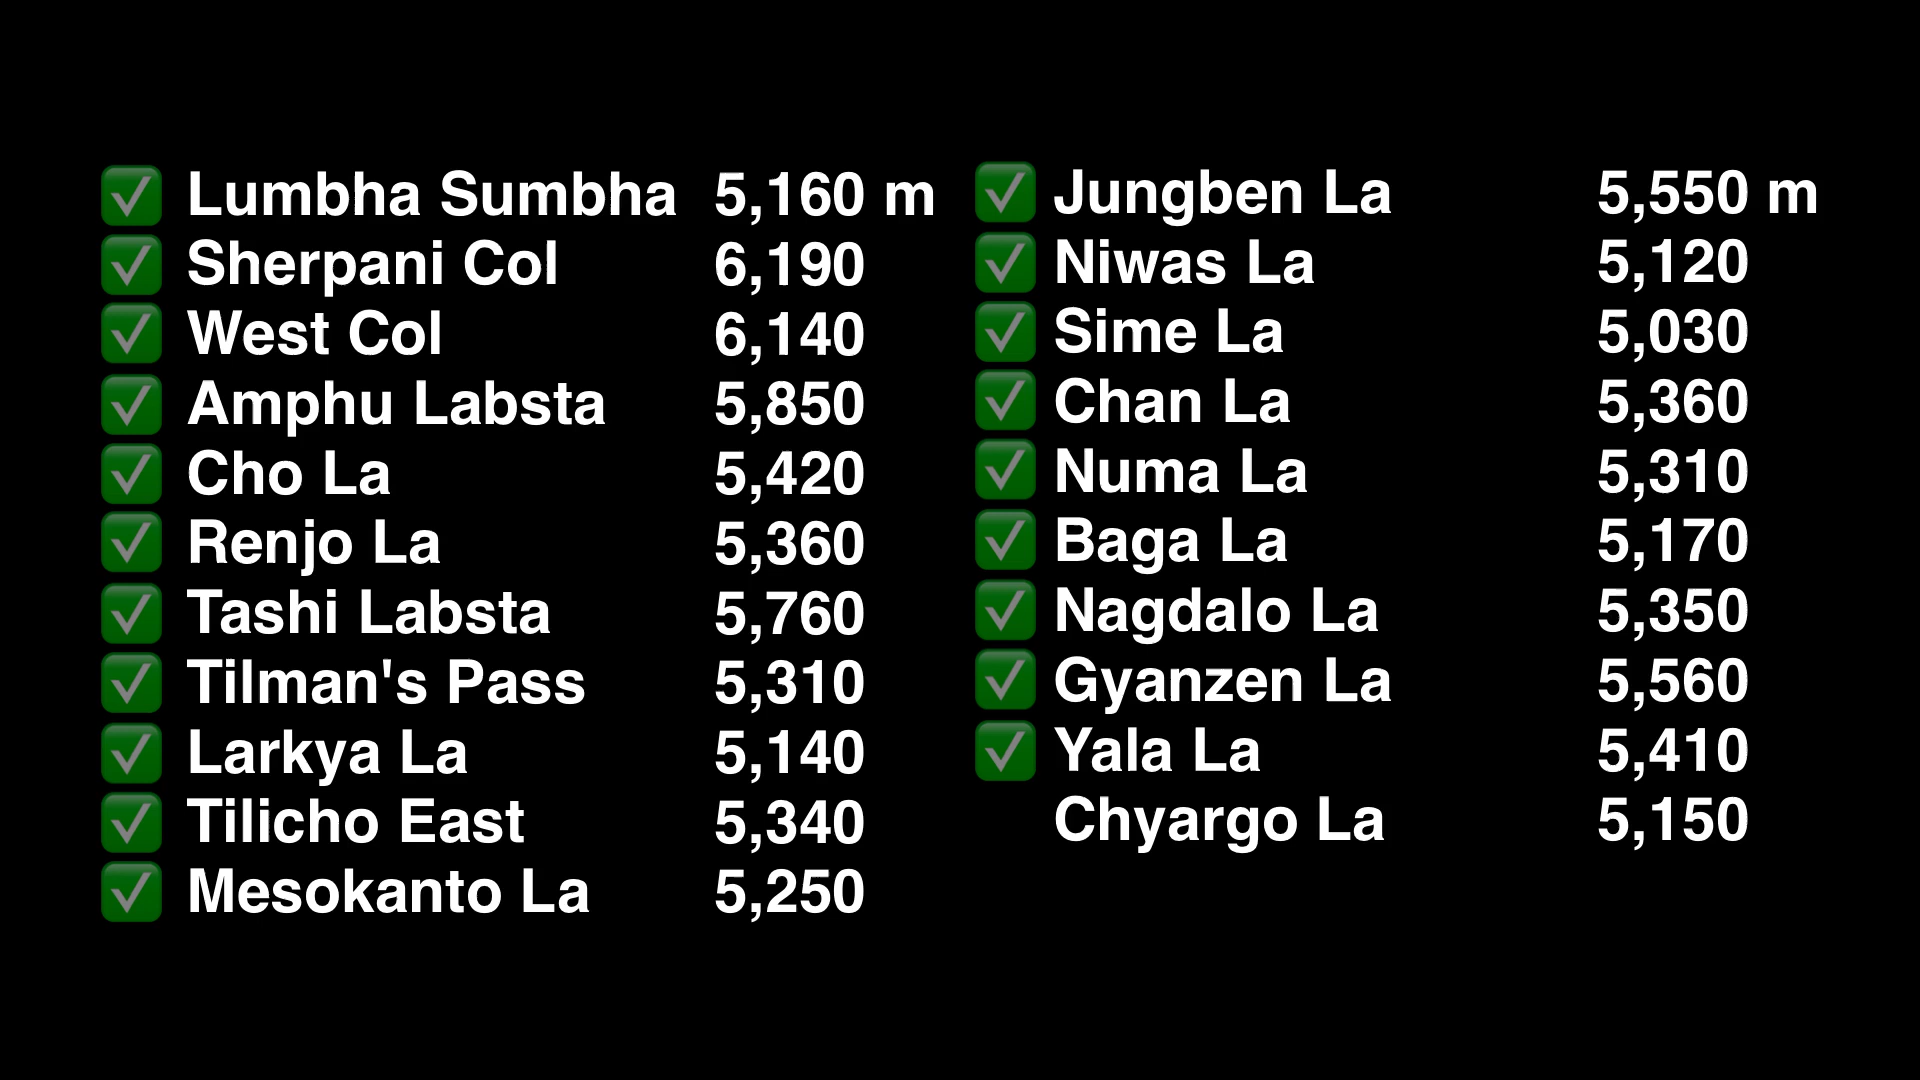 ✅ Lumbha Sumbha 5,160 m
✅ Sherpani Col 6,190
✅ West Col 6,140
✅ Amphu Labsta 5,850
✅ Cho La 5,420
✅ Renjo La 5,360
✅ Tashi Labsta 5,760
✅ Tilman's Pass 5,310
✅ Larkya La 5,140
✅ Tilicho East 5,340
✅ Mesokanto La 5,250
✅ Jungben La 5,550 m
✅ Niwas La 5,120
✅ Sime La 5,030
✅ Chan La 5,360
✅ Numa La 5,310
✅ Baga La 5,170
✅ Nagdalo La 5,350
✅ Gyanzen La 5,560
✅ Yala La 5,410
Chyargo La 5,150